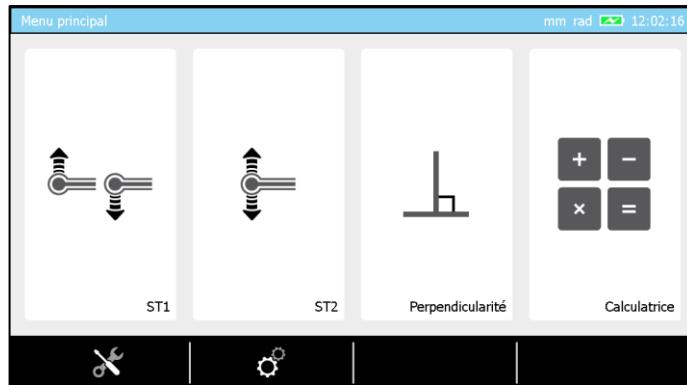 Menu principal
mm rad 12:02:16
ST1
ST2
Perpendicularité
Calculatrice